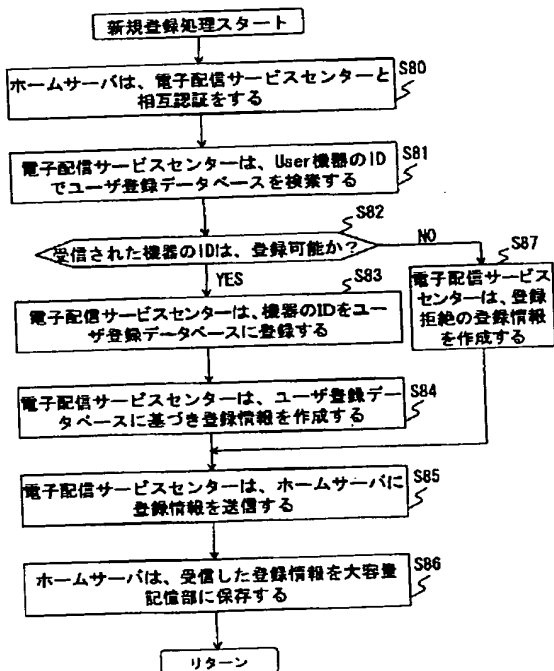 新規登録処理スタート
S80
ホームサーバは、電子配信サービスセンターと
相互認証をする
S81
電子配信サービスセンターは、User機器のID
でユーザ登録データベースを検索する
S82
受信された機器のIDは、登録可能か?
NO
YES
S83
電子配信サービスセンターは、機器のIDをユー
ザ登録データベースに登録する
S87
電子配信サービス
センターは、登録
拒絶の登録情報
を作成する
S84
電子配信サービスセンターは、ユーザ登録デー
タベースに基づき登録情報を作成する
S85
電子配信サービスセンターは、ホームサーバに
登録情報を送信する
S86
ホームサーバは、受信した登録情報を大容量
記憶部に保存する
リターン